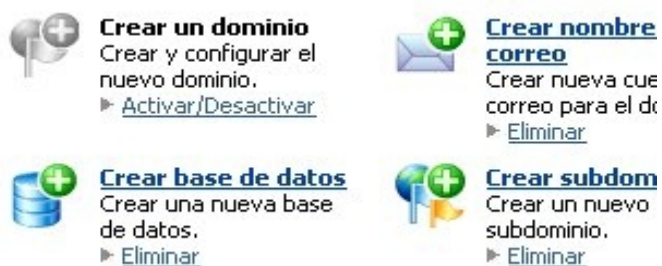 Crear un dominio
Crear y configurar el
nuevo dominio.
Activar/Desactivar
Crear nombre
correo
Crear nueva cue
correo para el do
Eliminar
Crear base de datos
Crear una nueva base
de datos.
Eliminar
Crear subdom
Crear un nuevo
subdominio.
Eliminar